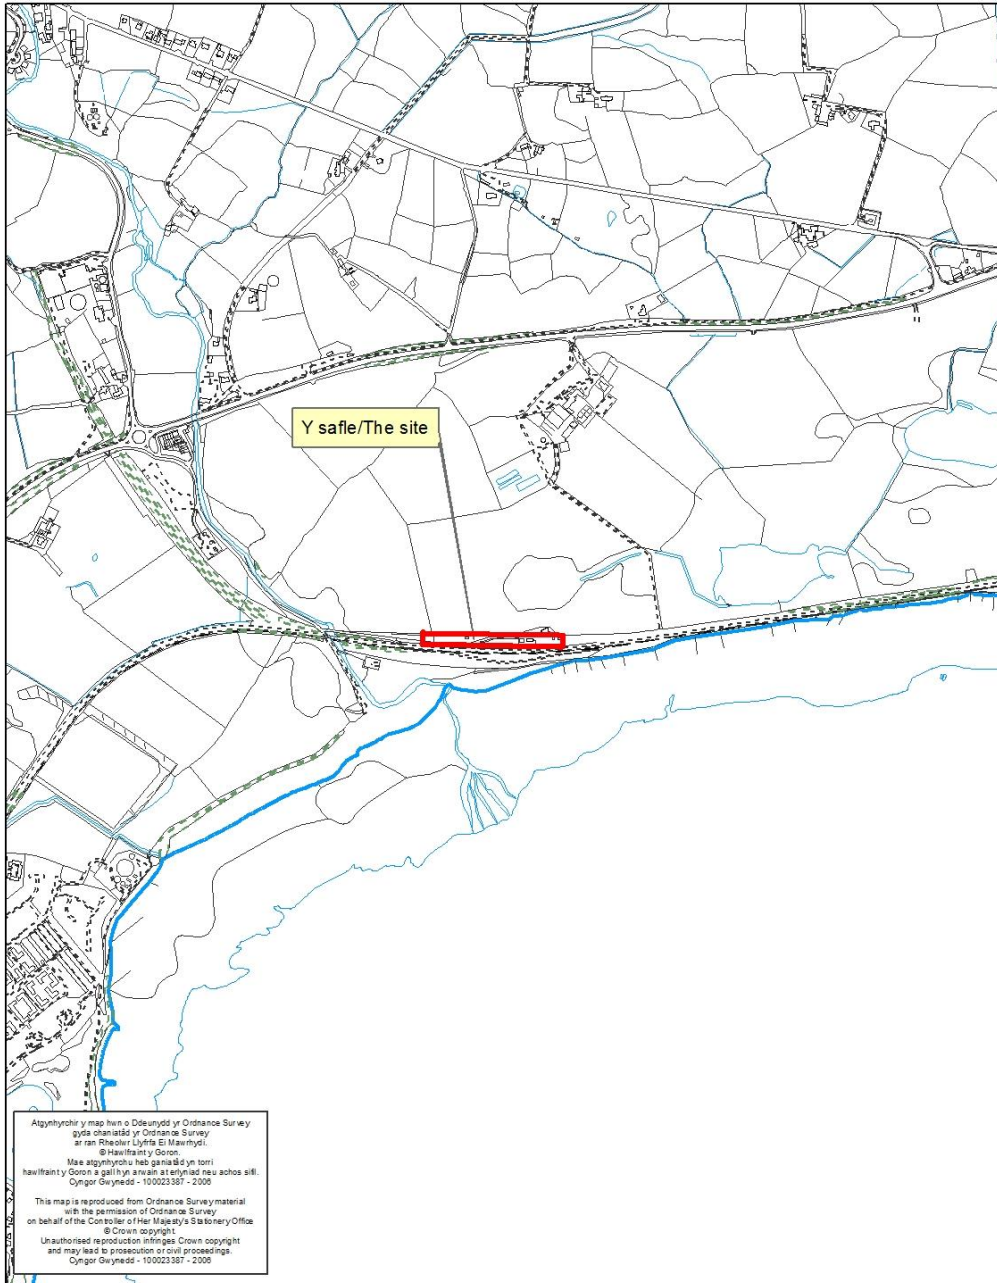 Y safle/The site
Atgynhyrchir y map hwn o Ddeunydd yr Ordnance Survey
gyda chaniatâd yr Ordnance Survey
ar ran Rheolwr Llyfrfa Ei Mawrhydi.
© Hawlfraint y Goron.
Mae atgynhyrchu heb ganiatâd yn torri
hawlfraint y Goron a gall hyn arwain at erlyniad neu achos sifil.
Cyngor Gwynedd - 100023387 - 2006
This map is reproduced from Ordnance Survey material
with the permission of Ordnance Survey
on behalf of the Controller of Her Majesty's Stationery Office
© Crown copyright.
Unauthorised reproduction infringes Crown copyright
and may lead to prosecution or civil proceedings.
Cyngor Gwynedd - 100023387 - 2006